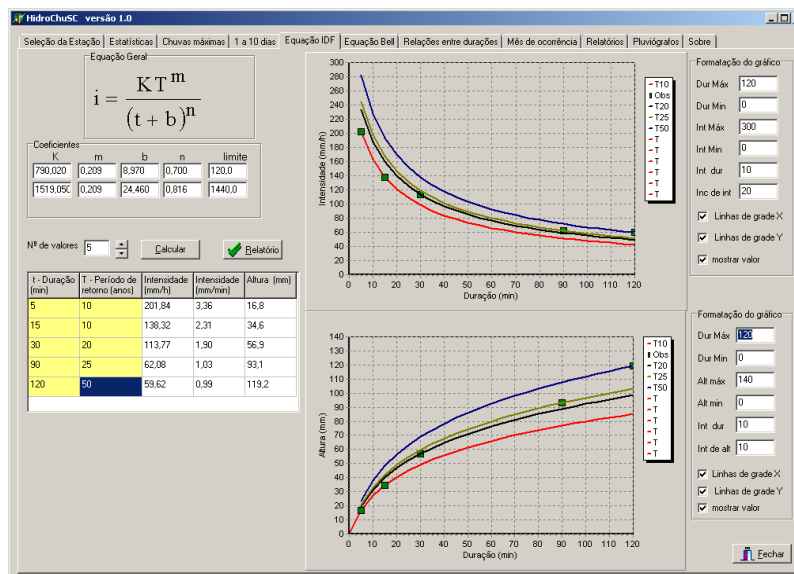 HidroChuSC versão 1.0
Seleção da Estação Estatísticas Chuvas máximas 1 a 10 dias Equação IDF Equação Bell Relações entre durações Mês de ocorrência Relatórios Pluviógrafos Sobre
Equação Geral
i = K T^m / (t + b)^n
Coeficientes
K m b n limite
790,020 0,209 8,970 0,700 120,0
1519,050 0,209 24,460 0,816 1440,0
Nº de valores 5 Calcular Relatório
t - Duração (min) T - Período de retorno (anos) Intensidade (mm/h) Intensidade (mm/min) Altura (mm)
5 10 201,84 3,36 16,8
15 10 138,32 2,31 34,6
30 20 113,77 1,90 56,9
90 25 62,08 1,03 93,1
120 50 59,62 0,99 119,2
Intensidade (mm/h)
300
280
260
240
220
200
180
160
140
120
100
80
60
40
20
0
0 10 20 30 40 50 60 70 80 90 100 110 120
Duração (min)
T10
Obs
T20
T25
T50
T
T
T
T
T
Formatação do gráfico
Dur Máx 120
Dur Min 0
Int Máx 300
Int Min 0
Int dur 10
Inc de int 20
Linhas de grade X
Linhas de grade Y
mostrar valor
Altura (mm)
140
130
120
110
100
90
80
70
60
50
40
30
20
10
0
0 10 20 30 40 50 60 70 80 90 100 110 120
Duração (min)
T10
Obs
T20
T25
T50
T
T
T
T
T
Formatação do gráfico
Dur Máx 120
Dur Min 0
Alt máx 140
Alt min 0
Int dur 10
Int de alt 10
Linhas de grade X
Linhas de grade Y
mostrar valor
Fechar